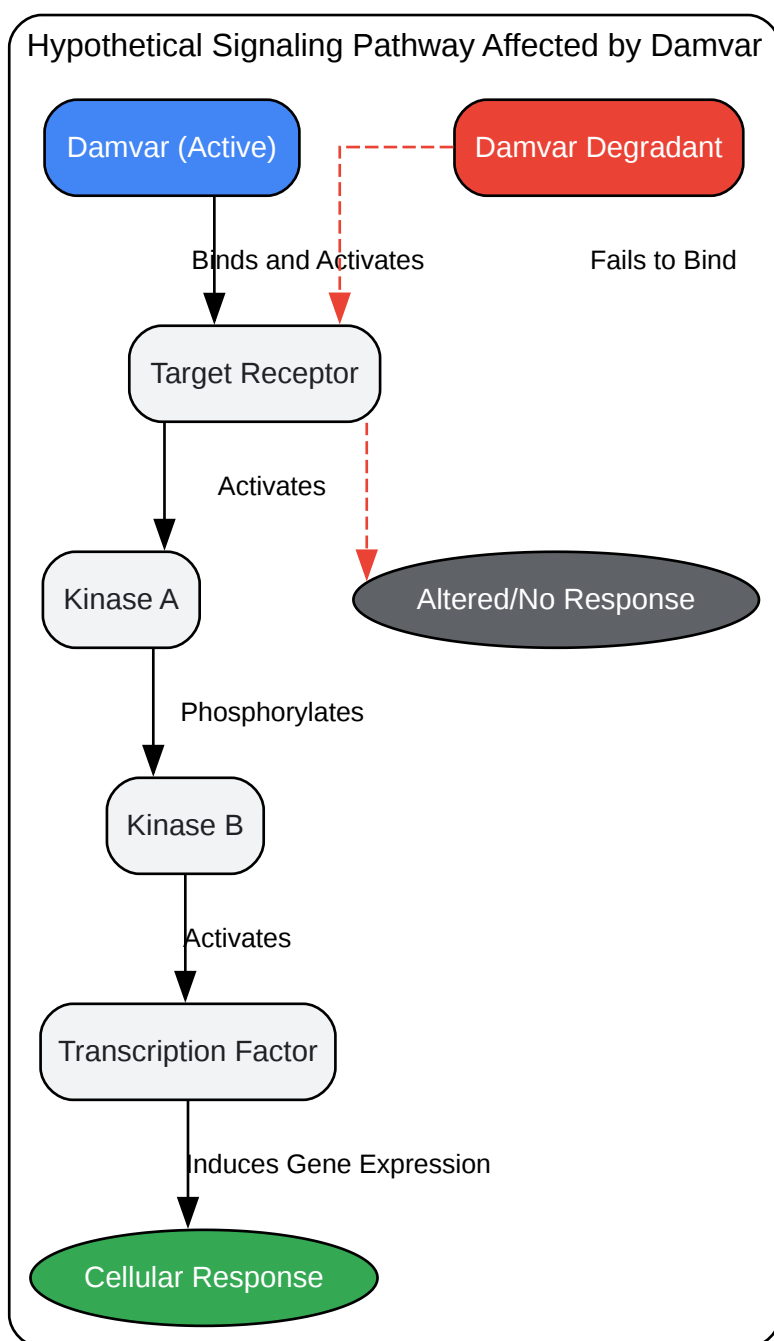 Hypothetical Signaling Pathway Affected by Damvar
Damvar (Active)
Damvar Degradant
Binds and Activates
Fails to Bind
Target Receptor
Activates
Kinase A
Altered/No Response
Phosphorylates
Kinase B
Activates
Transcription Factor
Induces Gene Expression
Cellular Response